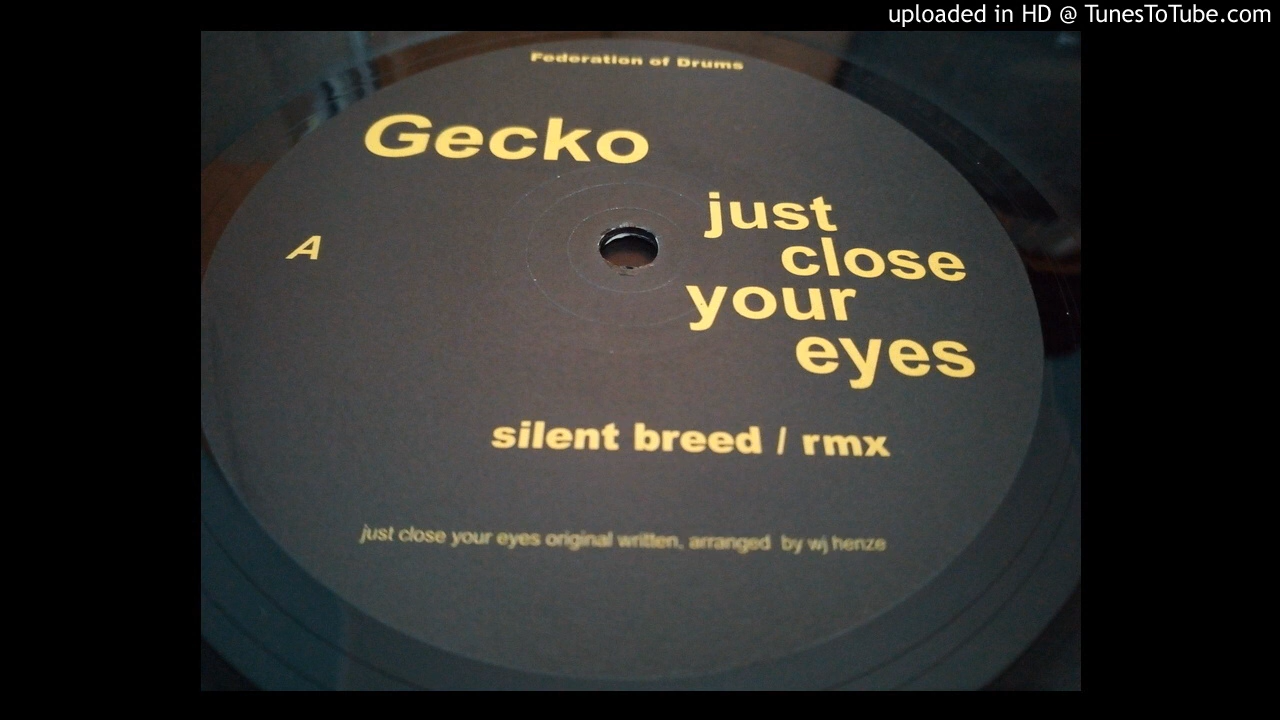 uploaded in HD @ TunesToTube.com
Federation of Drums
Gecko
just
close
your
eyes
A
silent breed / rmx
just close your eyes original written, arranged by wj henze